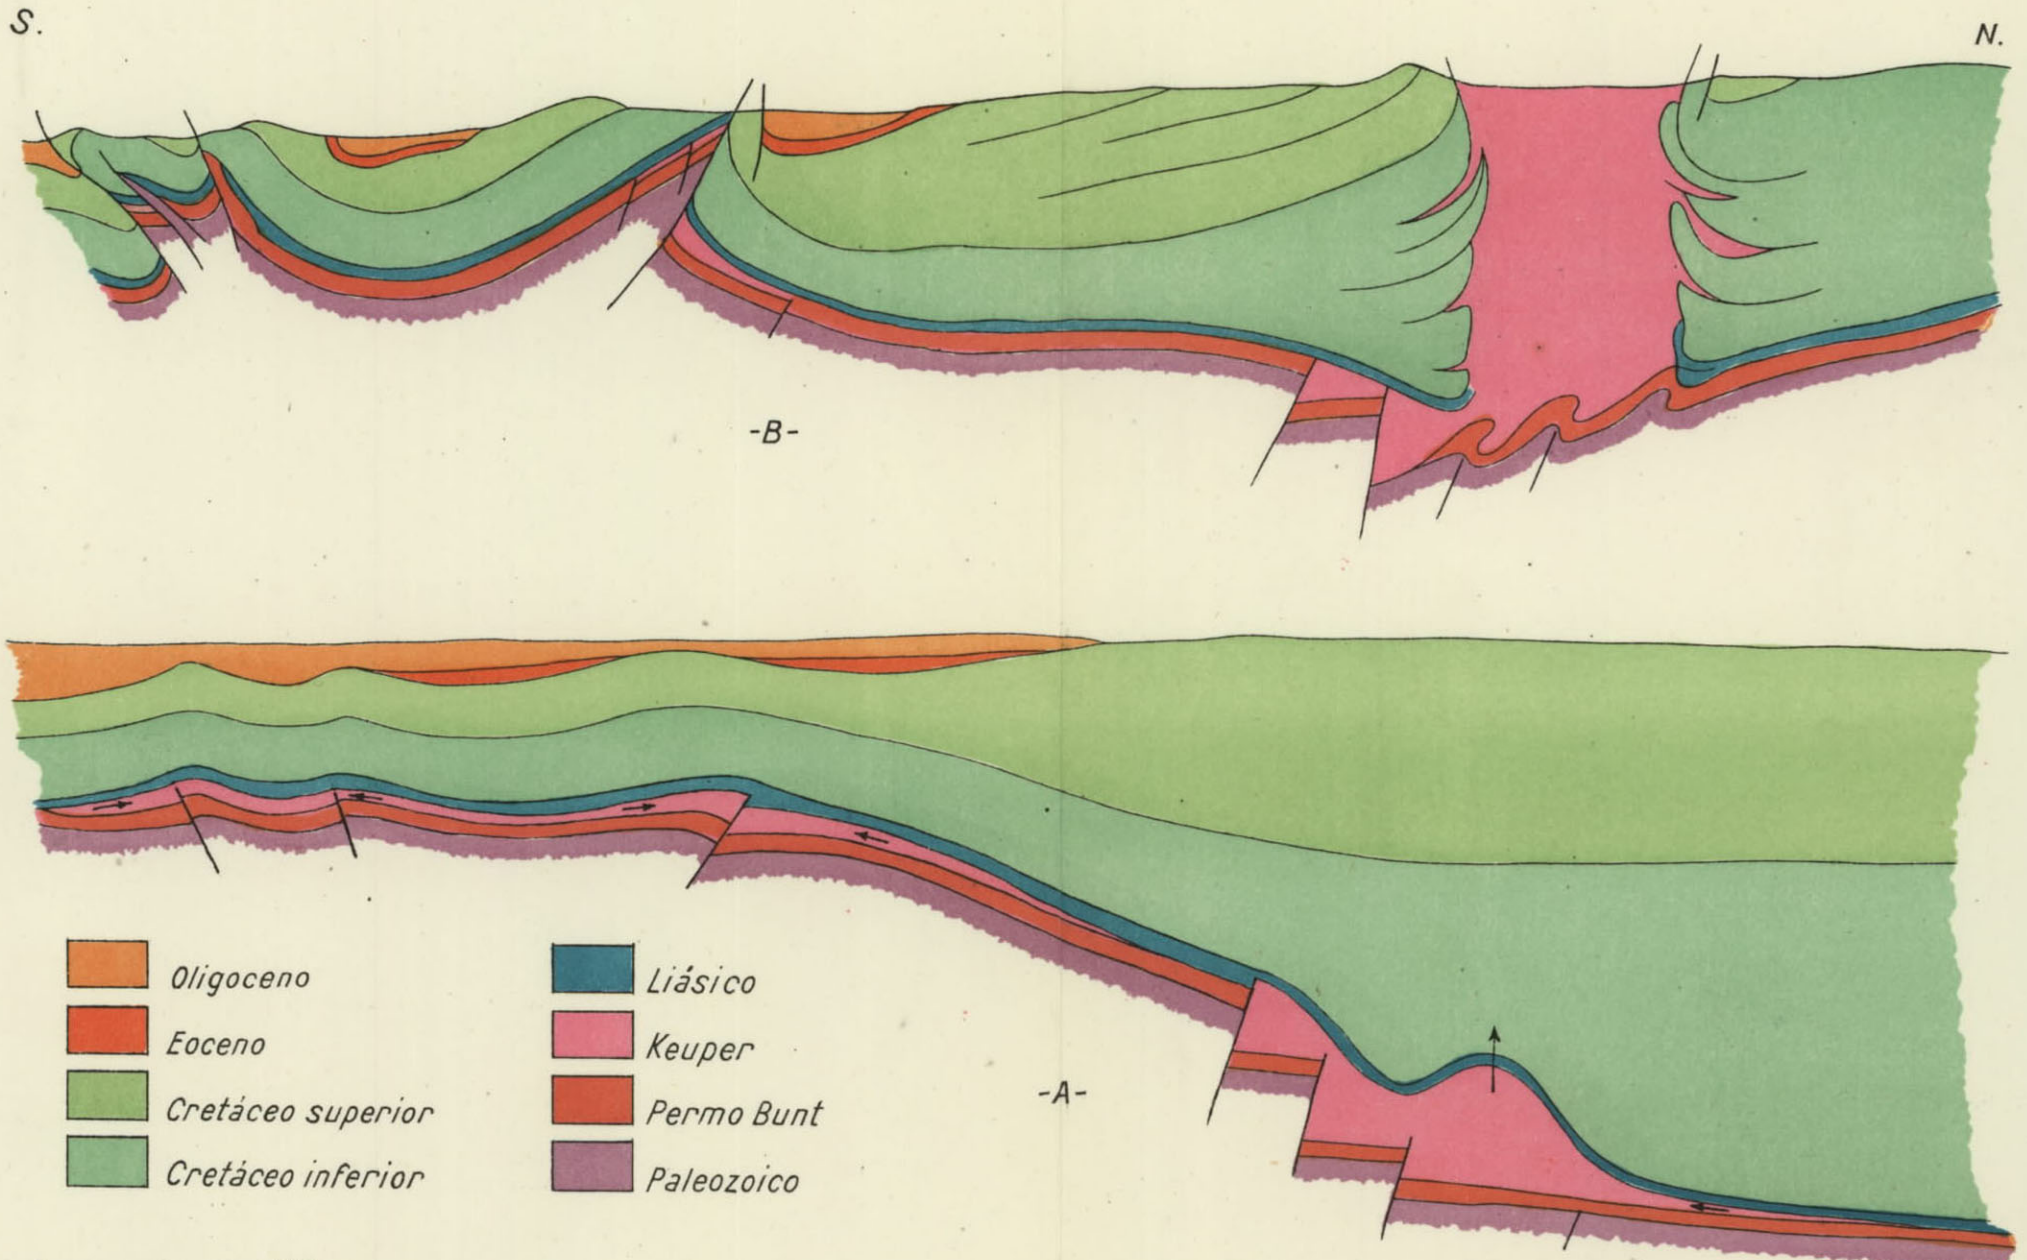 S.
N.
-B-
-A-
Oligoceno
Eoceno
Cretáceo superior
Cretáceo inferior
Liásico
Keuper
Permo Bunt
Paleozoico